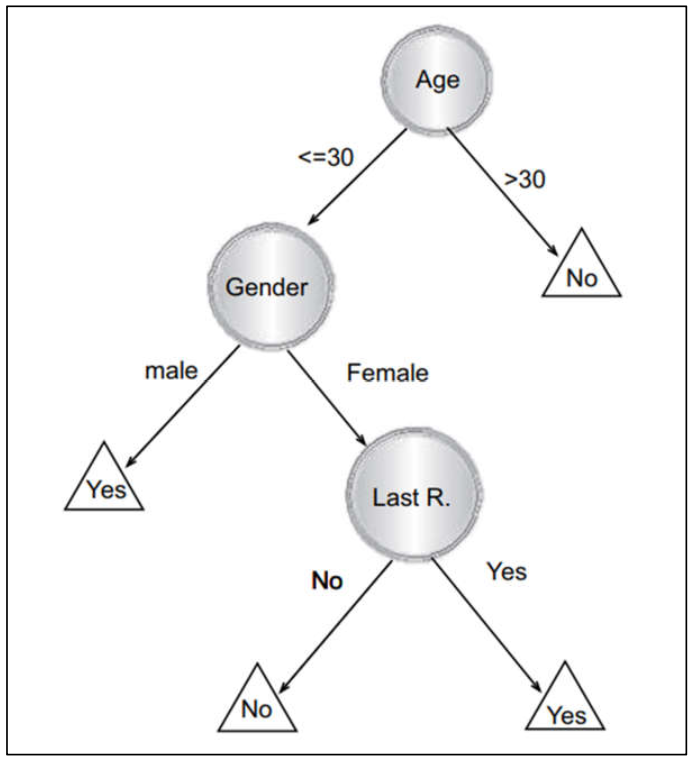 Age
<=30
>30
Gender
No
male
Female
Yes
Last R.
No
Yes
No
Yes